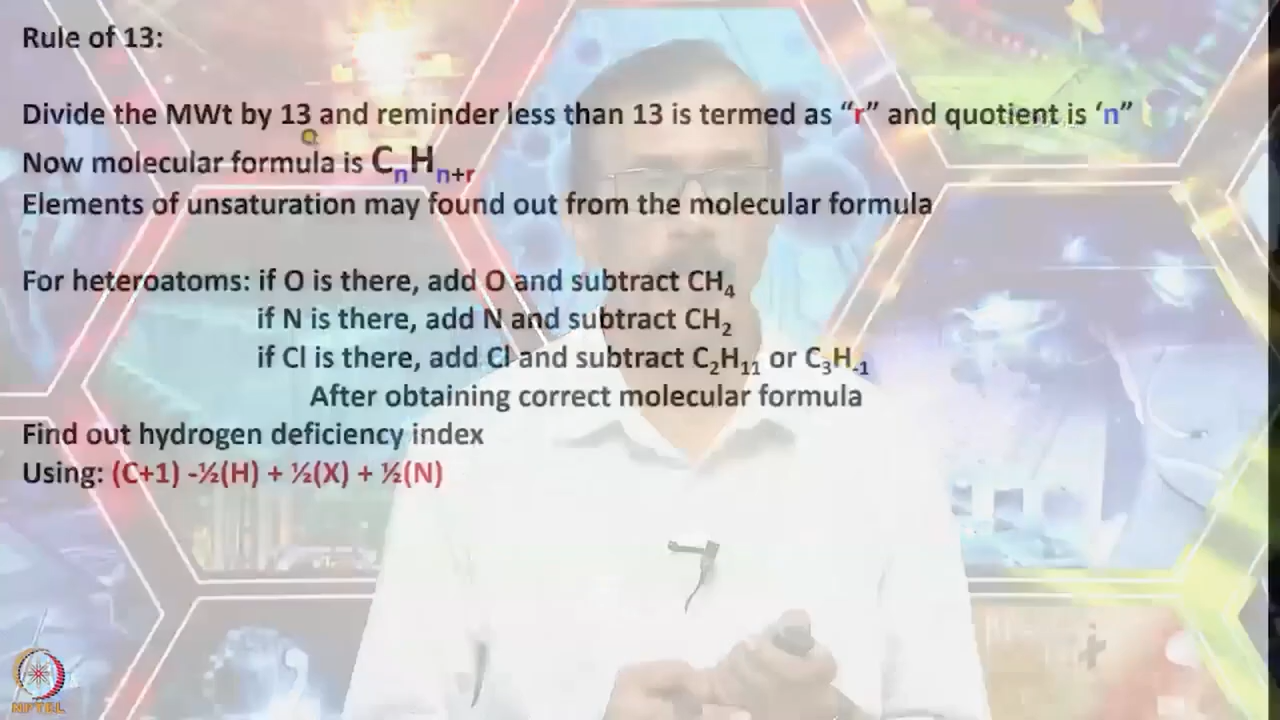 Rule of 13:
Divide the MWt by 13 and reminder less than 13 is termed as “r” and quotient is ‘n”
Now molecular formula is CₙHₙ₊ᵣ
Elements of unsaturation may found out from the molecular formula
For heteroatoms: if O is there, add O and subtract CH₄
if N is there, add N and subtract CH₂
if Cl is there, add Cl and subtract C₂H₁₁ or C₃H₋₁
After obtaining correct molecular formula
Find out hydrogen deficiency index
Using: (C+1) -½(H) + ½(X) + ½(N)
NPTEL